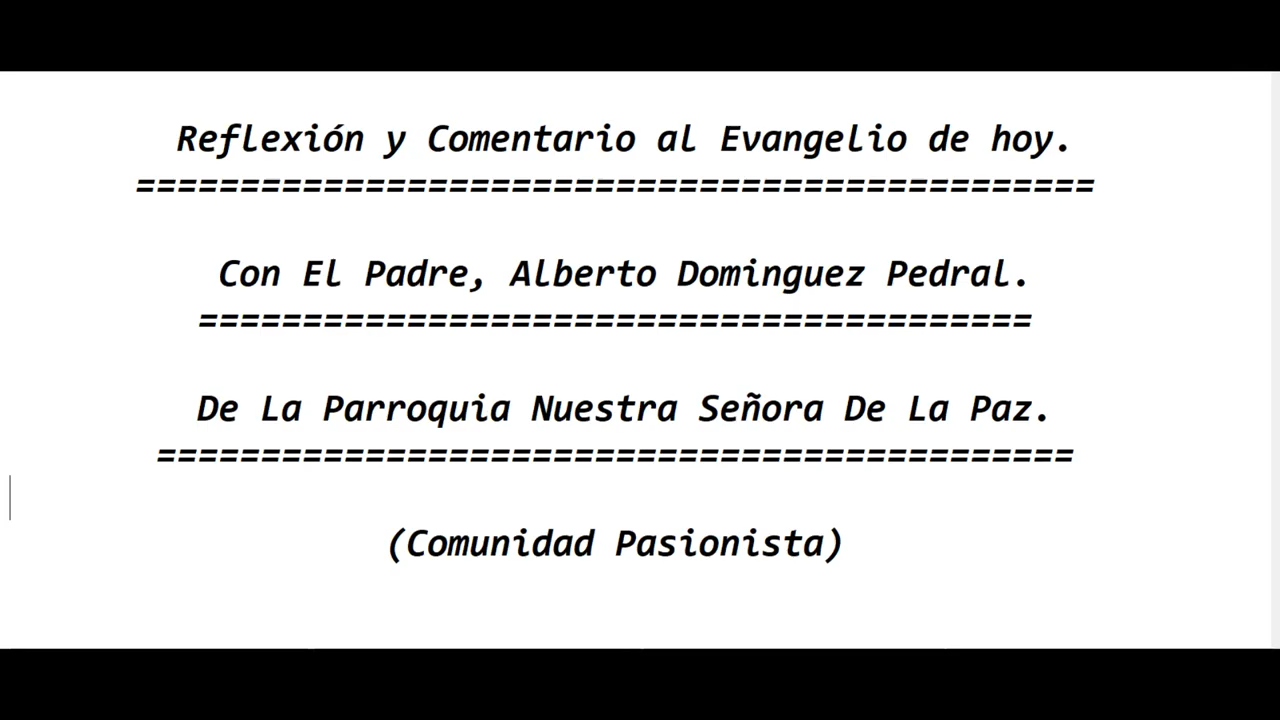 Reflexión y Comentario al Evangelio de hoy.
==============================================
Con El Padre, Alberto Dominguez Pedral.
========================================
De La Parroquia Nuestra Señora De La Paz.
============================================
(Comunidad Pasionista)